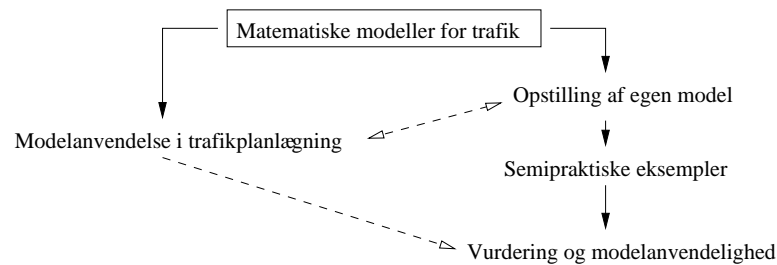 Matematiske modeller for trafik
Opstilling af egen model
Modelanvendelse i trafikplanlægning
Semipraktiske eksempler
Vurdering og modelanvendelighed